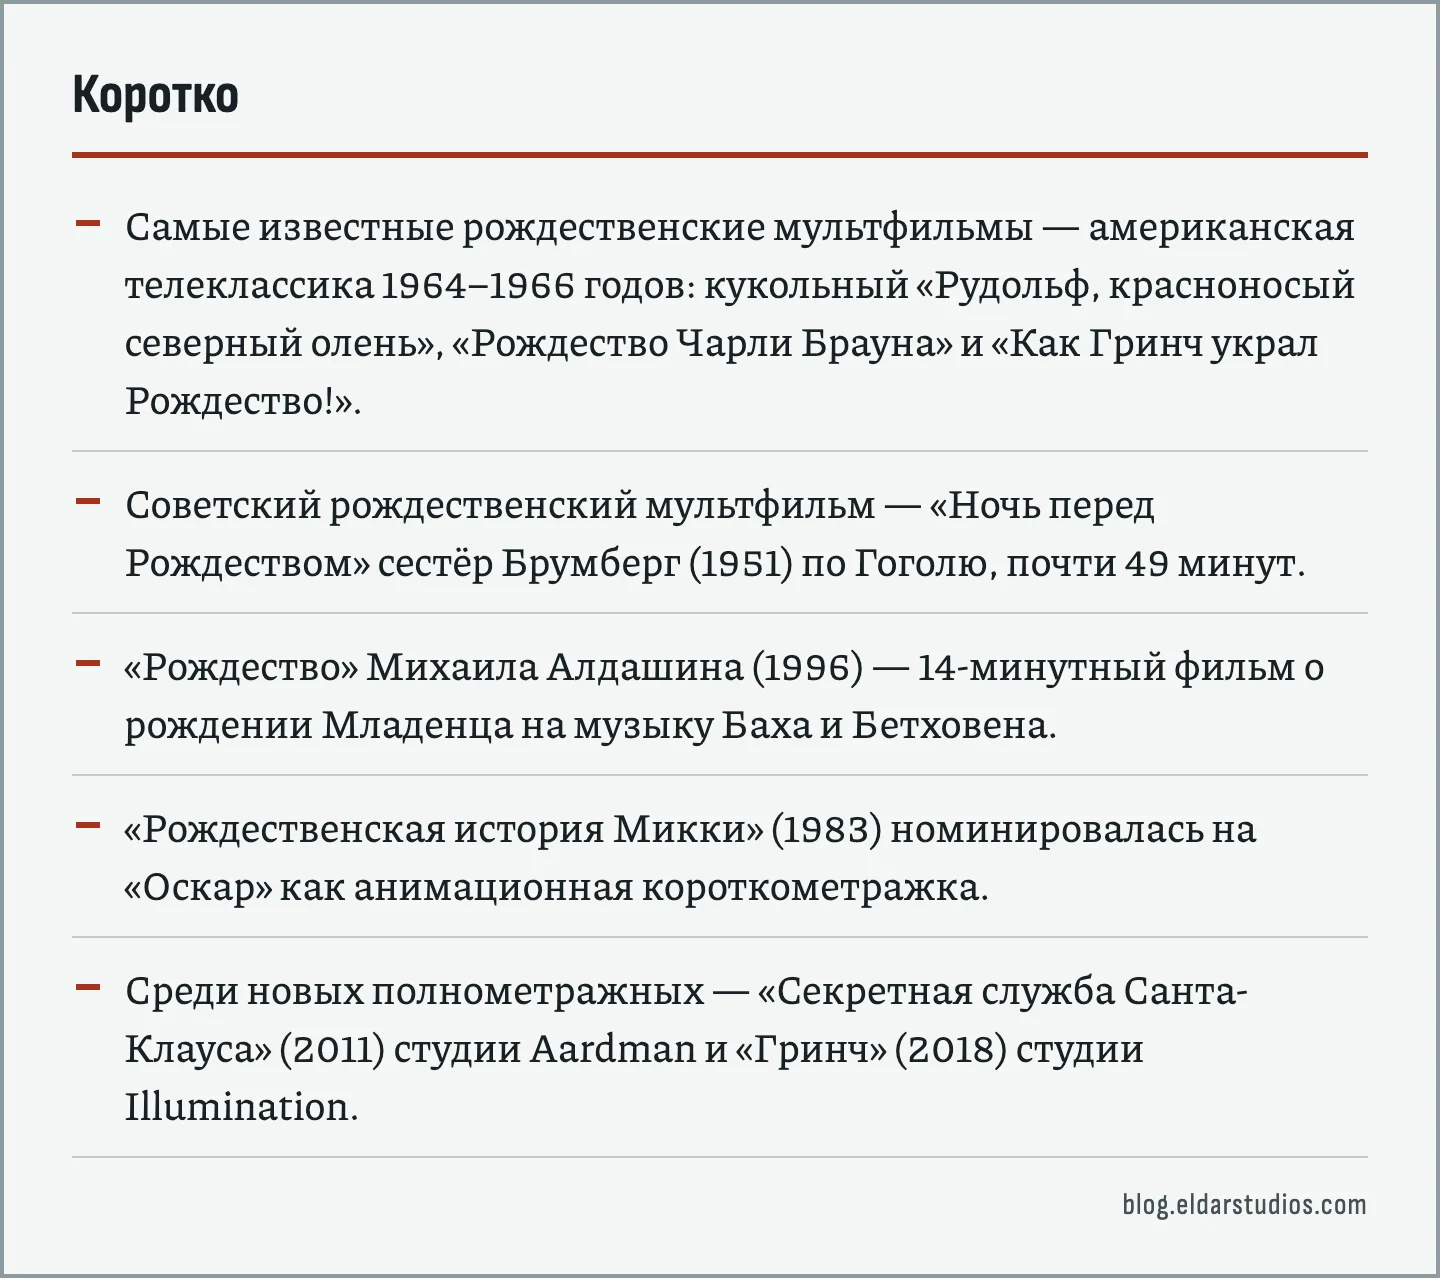 Коротко
Самые известные рождественские мультфильмы — американская
телеклассика 1964–1966 годов: кукольный «Рудольф, красноносый
северный олень», «Рождество Чарли Брауна» и «Как Гринч украл
Рождество!».
Советский рождественский мультфильм — «Ночь перед
Рождеством» сестёр Брумберг (1951) по Гоголю, почти 49 минут.
«Рождество» Михаила Алдашина (1996) — 14-минутный фильм о
рождении Младенца на музыку Баха и Бетховена.
«Рождественская история Микки» (1983) номинировалась на
«Оскар» как анимационная короткометражка.
Среди новых полнометражных — «Секретная служба Санта-
Клауса» (2011) студии Aardman и «Гринч» (2018) студии
Illumination.
blog.eldarstudios.com